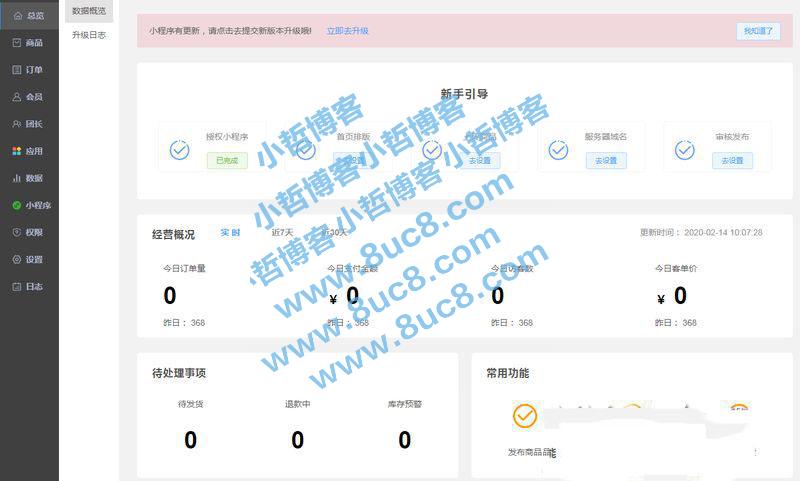 总览
商品
订单
会员
团长
应用
数据
小程序
权限
设置
日志
数据概览
升级日志
小程序有更新，请点击去提交新版本升级哦! 立即去升级
我知道了
新手引导
授权小程序
已完成
首页排版
去设置
商品
去设置
服务器域名
去设置
审核发布
去设置
经营概况 实时 近7天 近30天
更新时间： 2020-02-14 10:07:28
今日订单量
0
昨日： 368
今日支付金额
¥ 0
昨日： 368
今日访客数
0
昨日： 368
今日客单价
¥ 0
昨日： 368
待处理事项
待发货
0
退款中
0
库存预警
0
常用功能
发布商品
小哲博客小哲博客
小哲博客小哲博客小哲博客
www.8uc8.com
www.8uc8.com